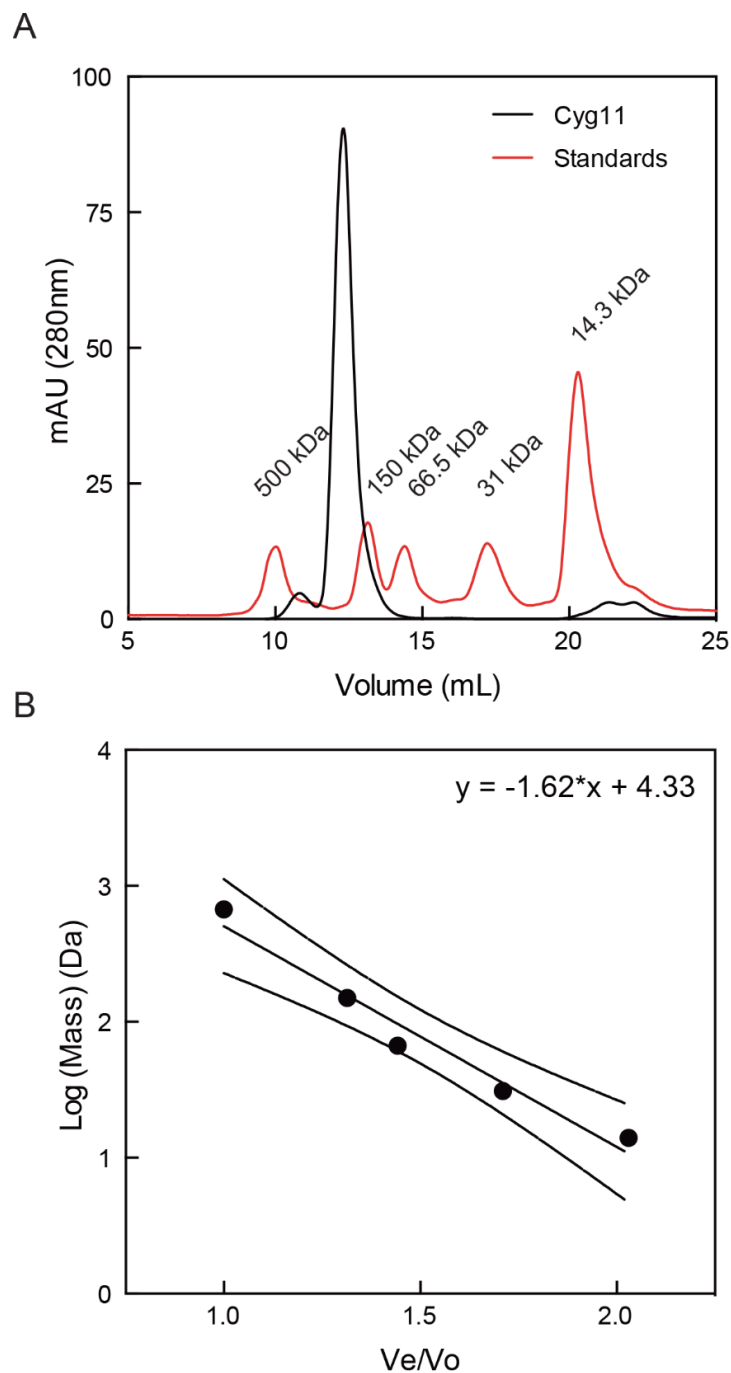 A
100
75
50
25
0
mAU (280nm)
Cyg11
Standards
500 kDa
150 kDa
66.5 kDa
31 kDa
14.3 kDa
5
10
15
20
25
Volume (mL)
B
4
3
2
1
0
Log (Mass) (Da)
y = -1.62*x + 4.33
1.0
1.5
2.0
Ve/Vo